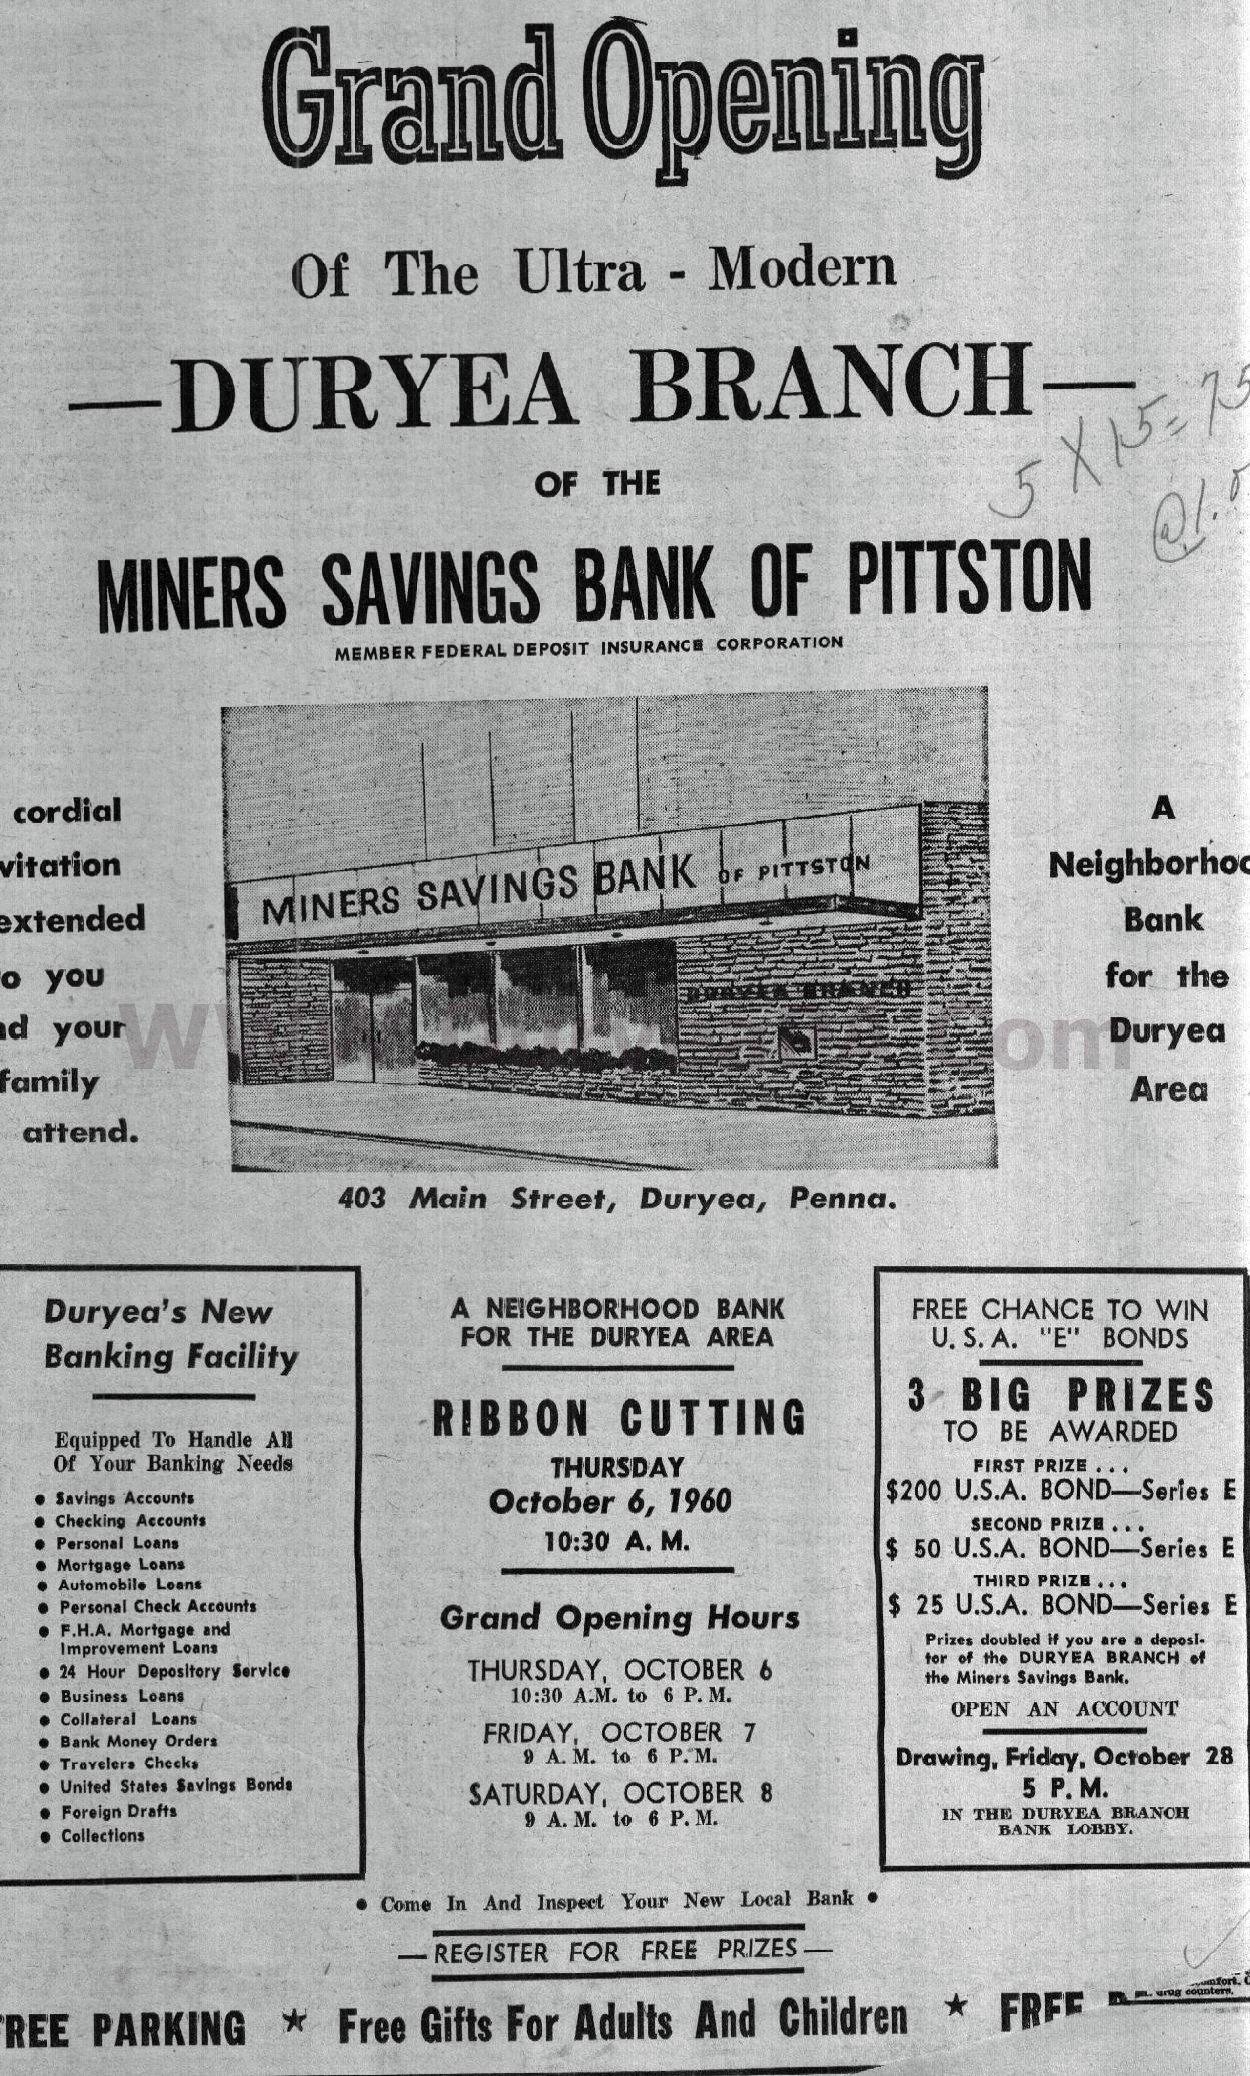 Grand Opening
Of The Ultra - Modern
—DURYEA BRANCH—
5 X 15 = 75
OF THE
@1.
MINERS SAVINGS BANK OF PITTSTON
MEMBER FEDERAL DEPOSIT INSURANCE CORPORATION
cordial
vitation
extended
o you
nd your
family
attend.
MINERS SAVINGS BANK OF PITTSTON
DURYEA BRANCH
A
Neighborhoo
Bank
for the
Duryea
Area
403 Main Street, Duryea, Penna.
Duryea's New
Banking Facility
Equipped To Handle All
Of Your Banking Needs
• Savings Accounts
• Checking Accounts
• Personal Loans
• Mortgage Loans
• Automobile Loans
• Personal Check Accounts
• F.H.A. Mortgage and
Improvement Loans
• 24 Hour Depository Service
• Business Loans
• Collateral Loans
• Bank Money Orders
• Travelers Checks
• United States Savings Bonds
• Foreign Drafts
• Collections
A NEIGHBORHOOD BANK
FOR THE DURYEA AREA
RIBBON CUTTING
THURSDAY
October 6, 1960
10:30 A. M.
Grand Opening Hours
THURSDAY, OCTOBER 6
10:30 A.M. to 6 P. M.
FRIDAY, OCTOBER 7
9 A. M. to 6 P. M.
SATURDAY, OCTOBER 8
9 A. M. to 6 P. M.
FREE CHANCE TO WIN
U. S. A. "E" BONDS
3 BIG PRIZES
TO BE AWARDED
FIRST PRIZE . . .
$200 U.S.A. BOND—Series E
SECOND PRIZE . . .
$ 50 U.S.A. BOND—Series E
THIRD PRIZE . . .
$ 25 U.S.A. BOND—Series E
Prizes doubled if you are a deposi-
tor of the DURYEA BRANCH of
the Miners Savings Bank.
OPEN AN ACCOUNT
Drawing, Friday, October 28
5 P. M.
IN THE DURYEA BRANCH
BANK LOBBY.
• Come In And Inspect Your New Local Bank •
—REGISTER FOR FREE PRIZES—
REE PARKING ★ Free Gifts For Adults And Children ★ FREE
omfort.
drug counters.